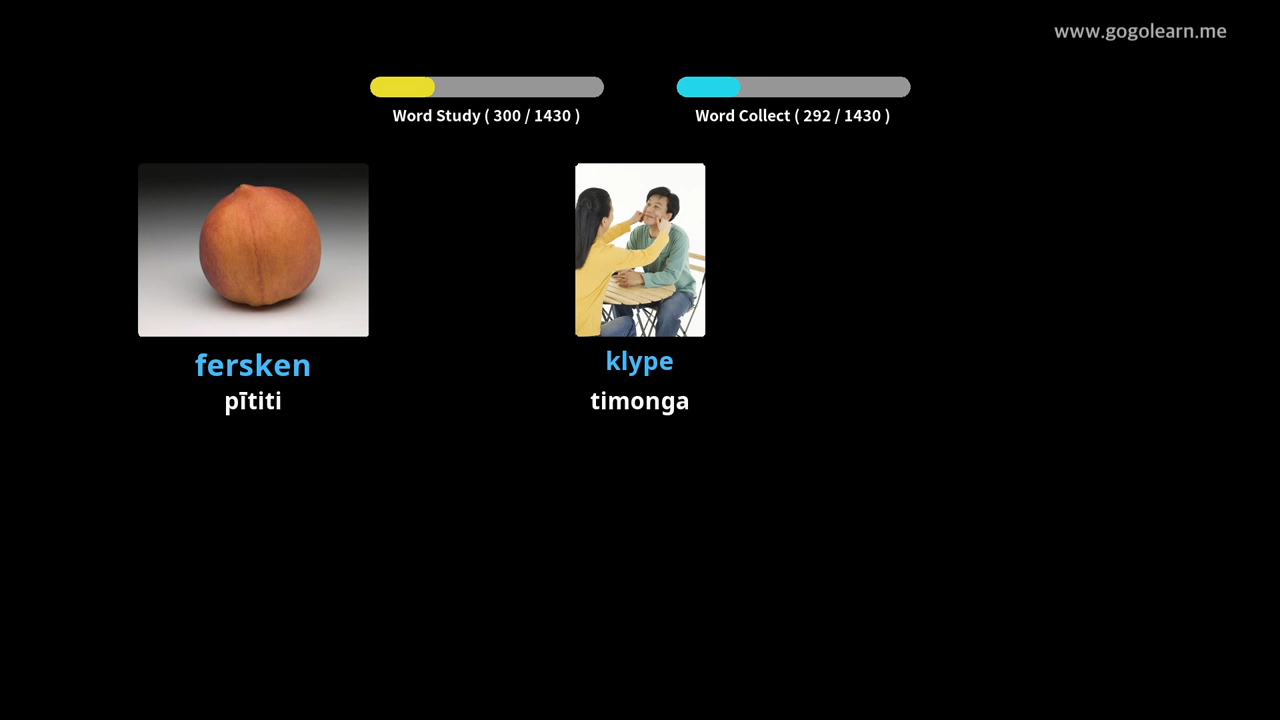 www.gogolearn.me
Word Study ( 300 / 1430 )
Word Collect ( 292 / 1430 )
fersken
pītiti
klype
timonga